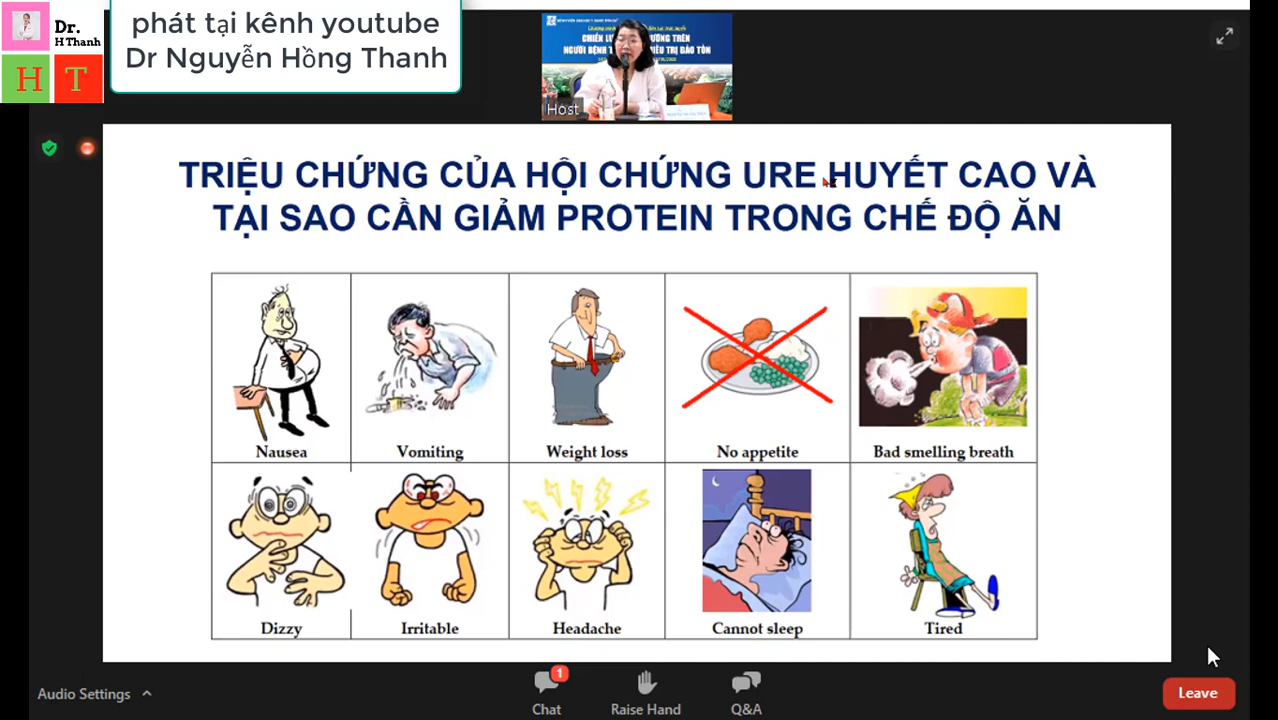 Dr.
H Thanh
H T
phát tại kênh youtube
Dr Nguyễn Hồng Thanh
NGƯỜI BỆNH
Host
TRIỆU CHỨNG CỦA HỘI CHỨNG URE HUYẾT CAO VÀ
TẠI SAO CẦN GIẢM PROTEIN TRONG CHẾ ĐỘ ĂN
Nausea
Vomiting
Weight loss
No appetite
Bad smelling breath
Dizzy
Irritable
Headache
Cannot sleep
Tired
Audio Settings
1
Chat
Raise Hand
Q&A
Leave